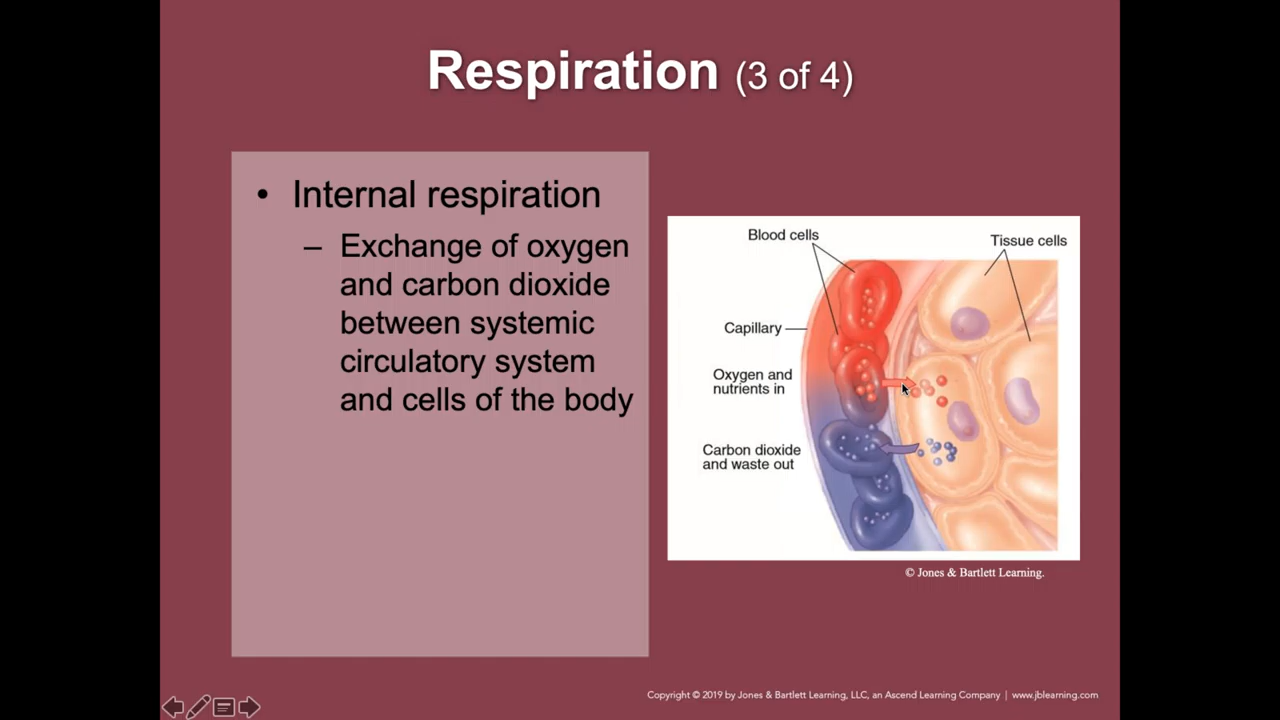 Respiration (3 of 4)
• Internal respiration
– Exchange of oxygen
and carbon dioxide
between systemic
circulatory system
and cells of the body
Blood cells
Tissue cells
Capillary
Oxygen and
nutrients in
Carbon dioxide
and waste out
© Jones & Bartlett Learning.
Copyright © 2019 by Jones & Bartlett Learning, LLC, an Ascend Learning Company | www.jblearning.com